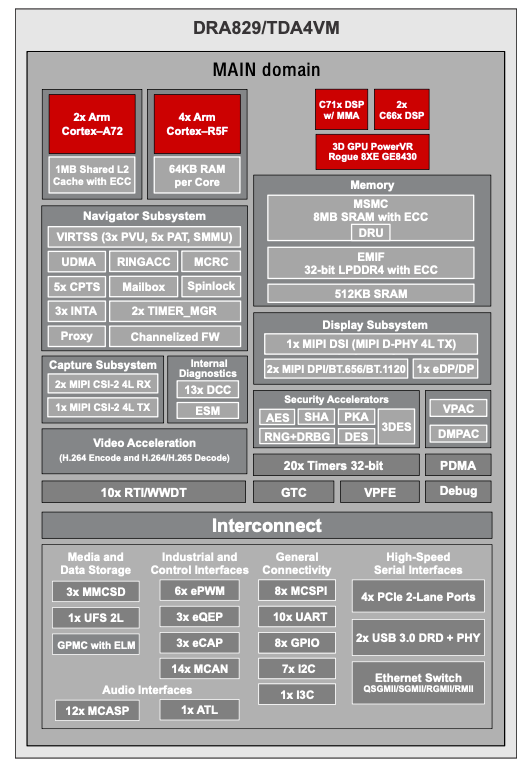 DRA829/TDA4VM
MAIN domain
2x Arm
Cortex–A72
1MB Shared L2
Cache with ECC
4x Arm
Cortex–R5F
64KB RAM
per Core
C71x DSP
w/ MMA
2x
C66x DSP
3D GPU PowerVR
Rogue 8XE GE8430
Navigator Subsystem
VIRTSS (3x PVU, 5x PAT, SMMU)
UDMA
RINGACC
MCRC
5x CPTS
Mailbox
Spinlock
3x INTA
2x TIMER_MGR
Proxy
Channelized FW
Memory
MSMC
8MB SRAM with ECC
DRU
EMIF
32-bit LPDDR4 with ECC
512KB SRAM
Display Subsystem
1x MIPI DSI (MIPI D-PHY 4L TX)
2x MIPI DPI/BT.656/BT.1120
1x eDP/DP
Capture Subsystem
2x MIPI CSI-2 4L RX
1x MIPI CSI-2 4L TX
Internal
Diagnostics
13x DCC
ESM
Security Accelerators
AES
SHA
PKA
3DES
RNG+DRBG
DES
VPAC
DMPAC
Video Acceleration
(H.264 Encode and H.264/H.265 Decode)
20x Timers 32-bit
PDMA
10x RTI/WWDT
GTC
VPFE
Debug
Interconnect
Media and
Data Storage
3x MMCSD
1x UFS 2L
GPMC with ELM
Industrial and
Control Interfaces
6x ePWM
3x eQEP
3x eCAP
14x MCAN
Audio Interfaces
12x MCASP
1x ATL
General
Connectivity
8x MCSPI
10x UART
8x GPIO
7x I2C
1x I3C
High-Speed
Serial Interfaces
4x PCIe 2-Lane Ports
2x USB 3.0 DRD + PHY
Ethernet Switch
QSGMII/SGMII/RGMII/RMII